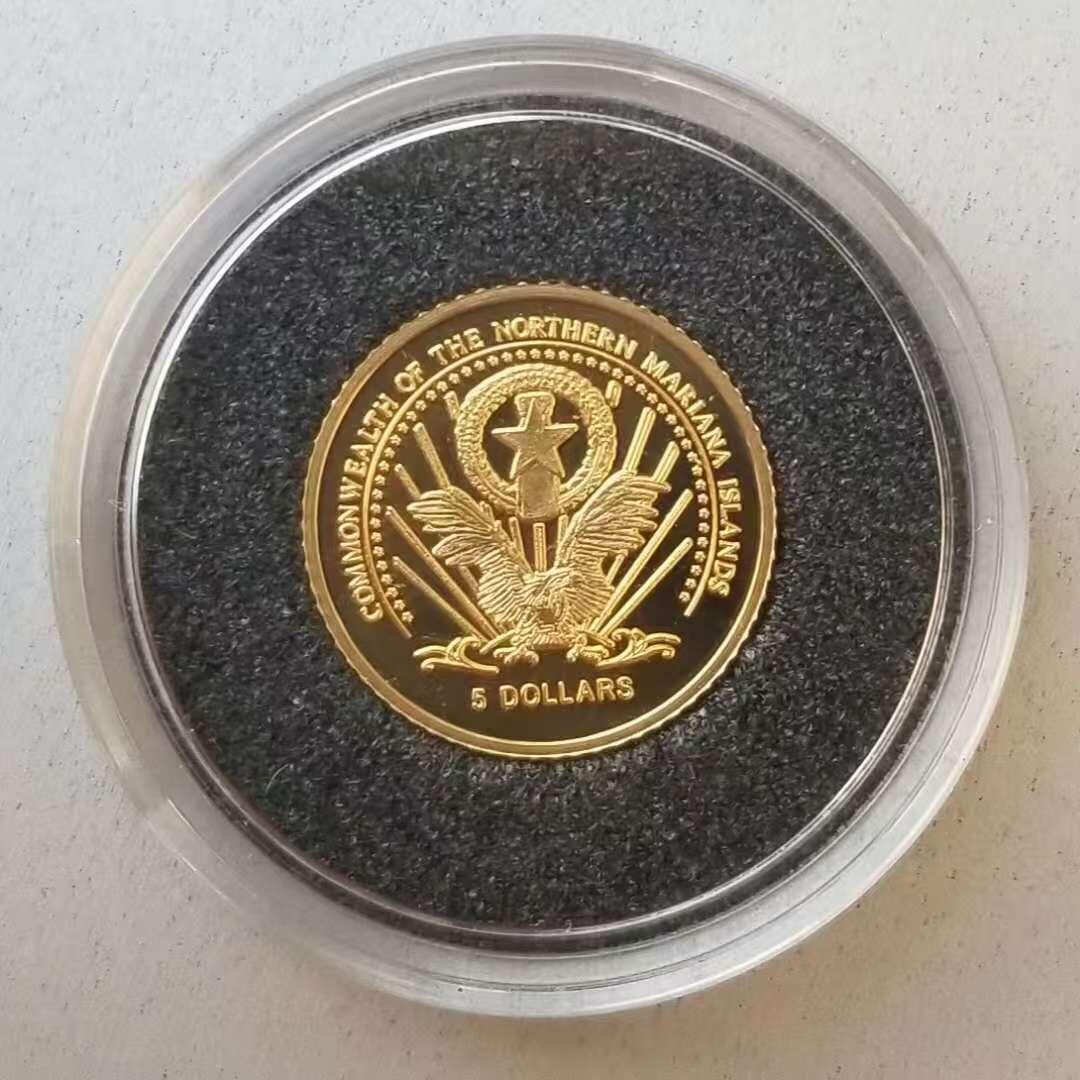 COMMONWEALTH OF THE NORTHERN MARIANA ISLANDS
5 DOLLARS